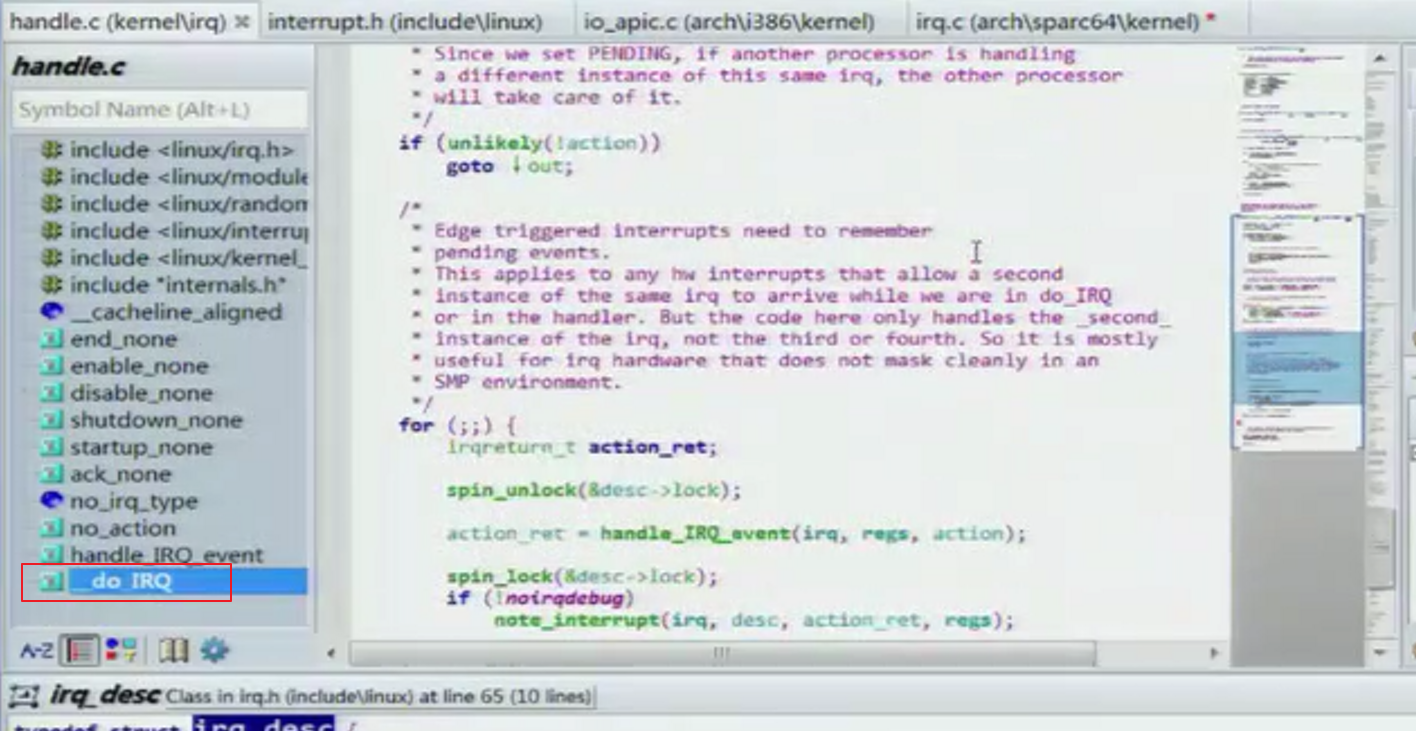 handle.c (kernel\irq) × interrupt.h (include\linux) io_apic.c (arch\i386\kernel) irq.c (arch\sparc64\kernel) *
handle.c
Symbol Name (Alt+L)
include <linux/irq.h>
include <linux/module
include <linux/random
include <linux/interrup
include <linux/kernel_
include "internals.h"
__cacheline_aligned
end_none
enable_none
disable_none
shutdown_none
startup_none
ack_none
no_irq_type
no_action
handle_IRQ_event
__do_IRQ
A-Z
* Since we set PENDING, if another processor is handling
* a different instance of this same irq, the other processor
* will take care of it.
*/
if (unlikely(!action))
goto ↓out;
/*
* Edge triggered interrupts need to remember
* pending events.
* This applies to any hw interrupts that allow a second
* instance of the same irq to arrive while we are in do_IRQ
* or in the handler. But the code here only handles the _second_
* instance of the irq, not the third or fourth. So it is mostly
* useful for irq hardware that does not mask cleanly in an
* SMP environment.
*/
for (;;) {
irqreturn_t action_ret;
spin_unlock(&desc->lock);
action_ret = handle_IRQ_event(irq, regs, action);
spin_lock(&desc->lock);
if (!noirqdebug)
note_interrupt(irq, desc, action_ret, regs);
irq_desc Class in irq.h (include\linux) at line 65 (10 lines)
typedef struct irq_desc {